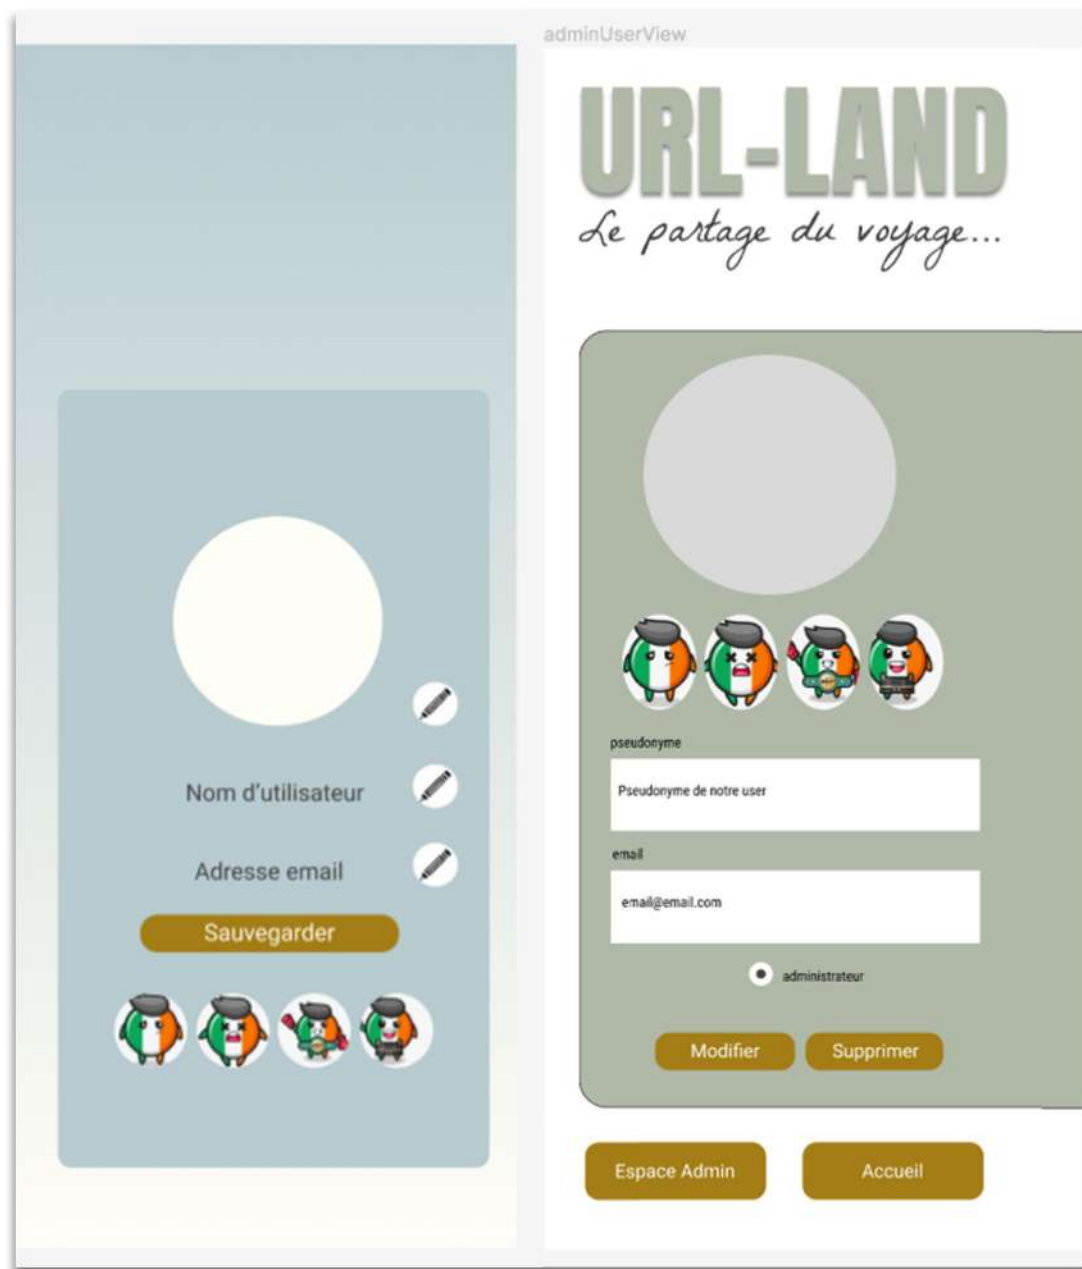 adminUserView
URL-LAND
Le partage du voyage...
Nom d'utilisateur
Adresse email
Sauvegarder
pseudonyme
Pseudonyme de notre user
email
email@email.com
administrateur
Modifier
Supprimer
Espace Admin
Accueil